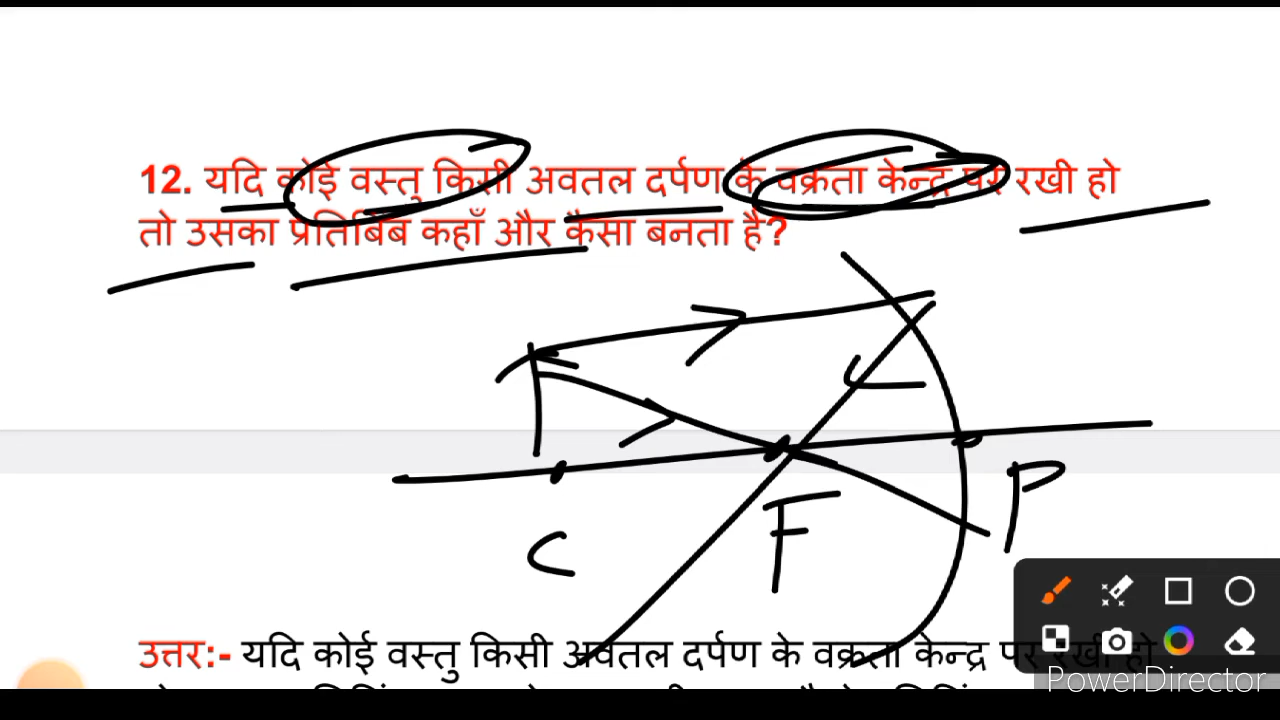 12. यदि कोई वस्तु किसी अवतल दर्पण के वक्रता केन्द्र पर रखी हो
तो उसका प्रतिबिंब कहाँ और कैसा बनता है?
C
F
P
उत्तर:- यदि कोई वस्तु किसी अवतल दर्पण के वक्रता केन्द्र पर रखी हो
PowerDirector